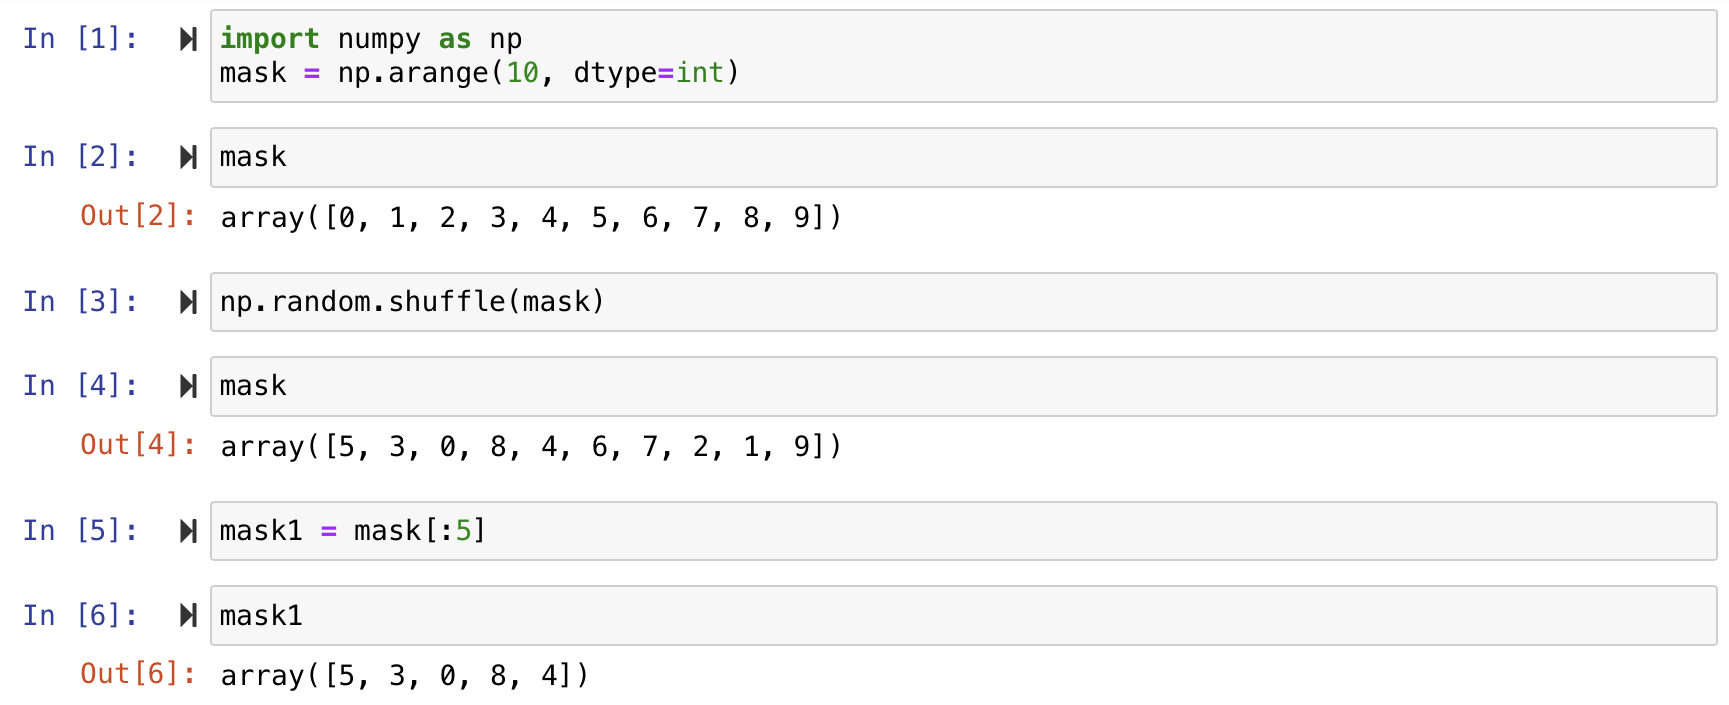 In [1]: import numpy as np
mask = np.arange(10, dtype=int)
In [2]: mask
Out[2]: array([0, 1, 2, 3, 4, 5, 6, 7, 8, 9])
In [3]: np.random.shuffle(mask)
In [4]: mask
Out[4]: array([5, 3, 0, 8, 4, 6, 7, 2, 1, 9])
In [5]: mask1 = mask[:5]
In [6]: mask1
Out[6]: array([5, 3, 0, 8, 4])